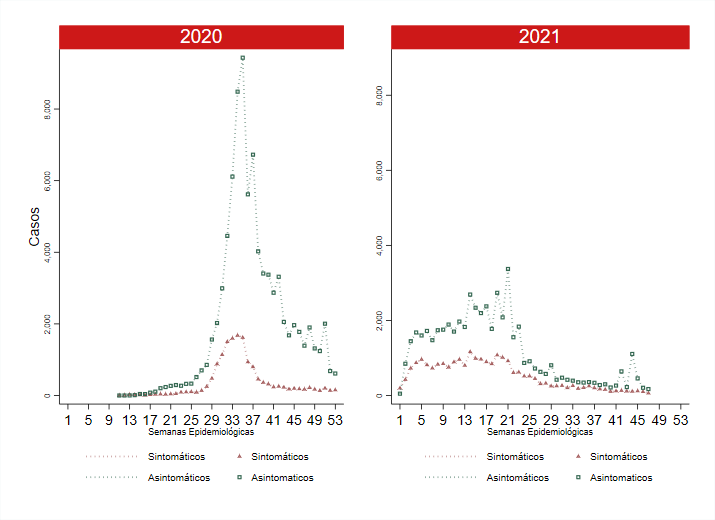 2020
2021
Casos
8,000
6,000
4,000
2,000
0
8,000
6,000
4,000
2,000
0
1 5 9 13 17 21 25 29 33 37 41 45 49 53
1 5 9 13 17 21 25 29 33 37 41 45 49 53
Semanas Epidemiológicas
Semanas Epidemiológicas
Sintomáticos Sintomáticos
Asintomáticos Asintomaticos
Sintomáticos Sintomáticos
Asintomáticos Asintomaticos